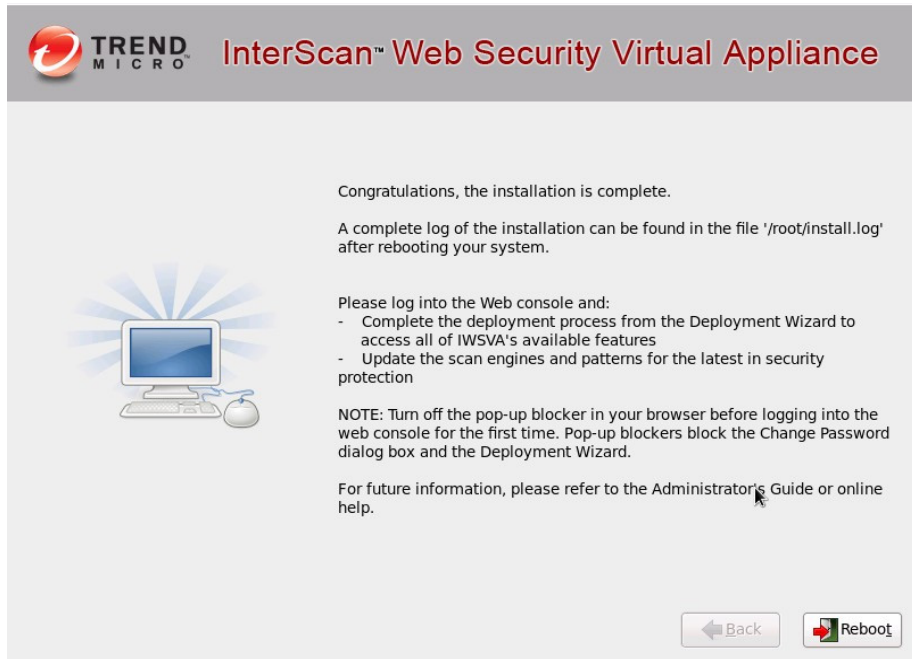 TREND
MICRO™
InterScan™ Web Security Virtual Appliance
Congratulations, the installation is complete.
A complete log of the installation can be found in the file '/root/install.log'
after rebooting your system.
Please log into the Web console and:
- Complete the deployment process from the Deployment Wizard to
access all of IWSVA's available features
- Update the scan engines and patterns for the latest in security
protection
NOTE: Turn off the pop-up blocker in your browser before logging into the
web console for the first time. Pop-up blockers block the Change Password
dialog box and the Deployment Wizard.
For future information, please refer to the Administrator's Guide or online
help.
Back
Reboot